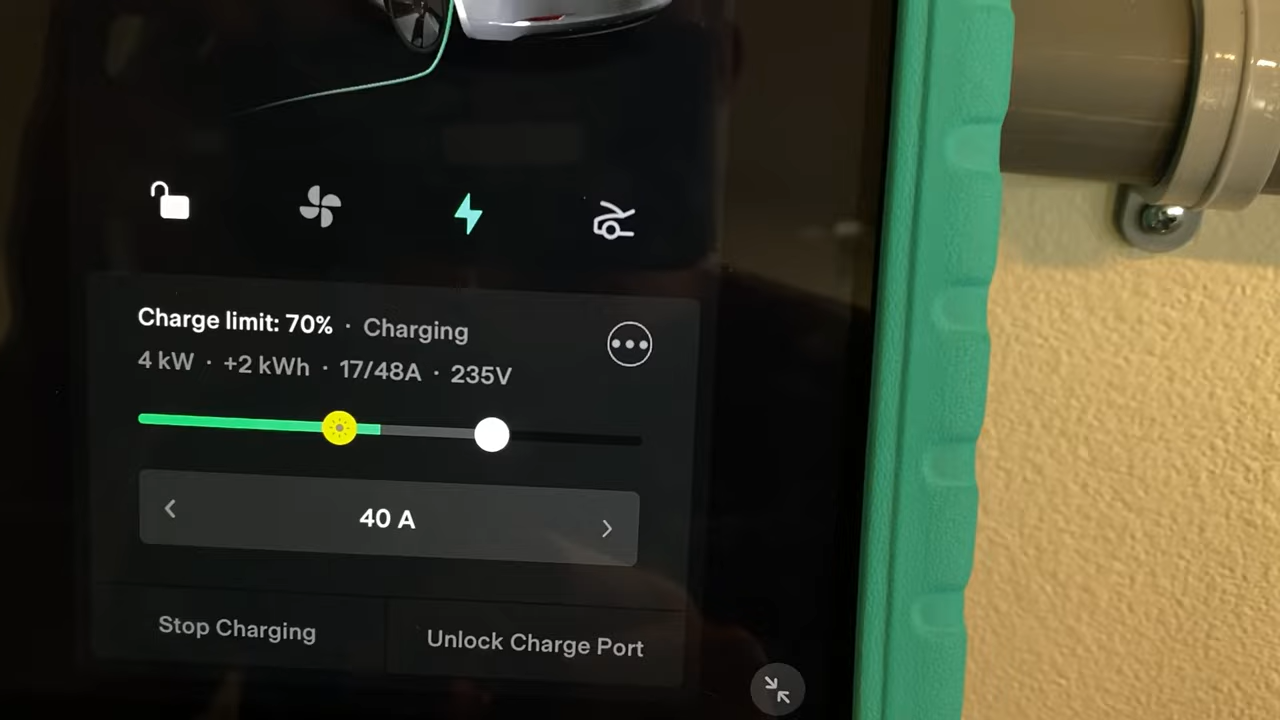 Charge limit: 70% · Charging
4 kW · +2 kWh · 17/48A · 235V
40 A
Stop Charging
Unlock Charge Port